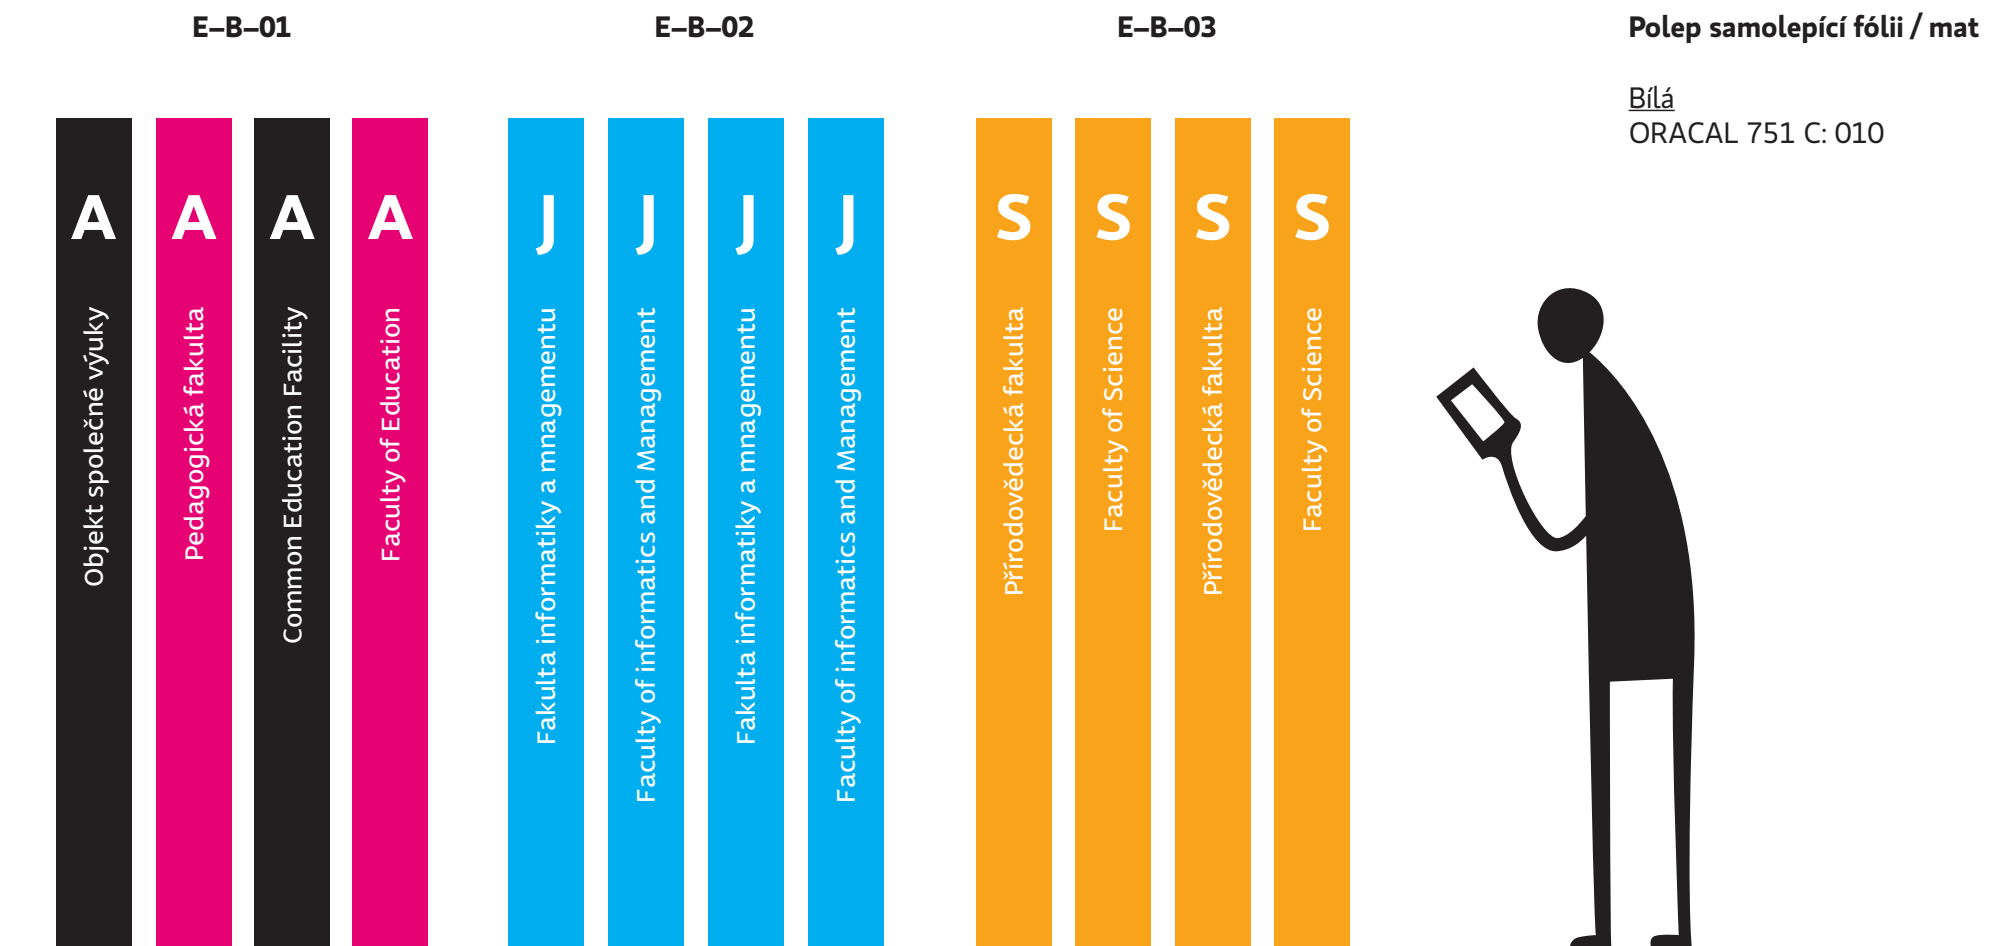 E–B–01
A
Objekt společné výuky
A
Pedagogická fakulta
A
Common Education Facility
A
Faculty of Education
E–B–02
J
Fakulta informatiky a mnagementu
J
Faculty of informatics and Management
J
Fakulta informatiky a mnagementu
J
Faculty of informatics and Management
E–B–03
S
Přírodovědecká fakulta
S
Faculty of Science
S
Přírodovědecká fakulta
S
Faculty of Science
Polep samolepící fólii / mat
Bílá
ORACAL 751 C: 010